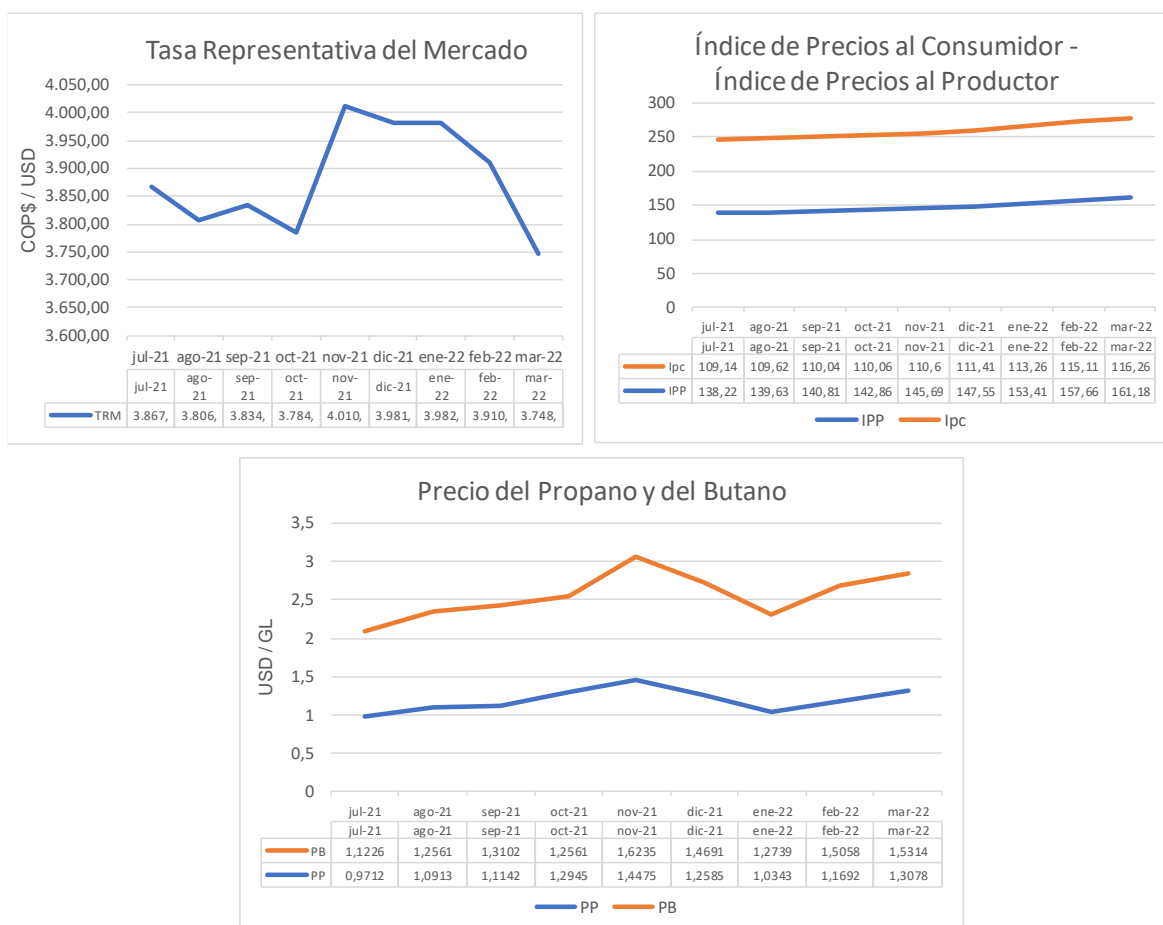 Tasa Representativa del Mercado
COP$ / USD
4.050,00
4.000,00
3.950,00
3.900,00
3.850,00
3.800,00
3.750,00
3.700,00
3.650,00
3.600,00
jul-21 ago-21 sep-21 oct-21 nov-21 dic-21 ene-22 feb-22 mar-22
jul-21 ago-21 sep-21 oct-21 nov-21 dic-21 ene-22 feb-22 mar-22
TRM 3.867, 3.806, 3.834, 3.784, 4.010, 3.981, 3.982, 3.910, 3.748,
Índice de Precios al Consumidor -
Índice de Precios al Productor
300
250
200
150
100
50
0
jul-21 ago-21 sep-21 oct-21 nov-21 dic-21 ene-22 feb-22 mar-22
jul-21 ago-21 sep-21 oct-21 nov-21 dic-21 ene-22 feb-22 mar-22
Ipc 109,14 109,62 110,04 110,06 110,6 111,41 113,26 115,11 116,26
IPP 138,22 139,63 140,81 142,86 145,69 147,55 153,41 157,66 161,18
IPP Ipc
Precio del Propano y del Butano
USD / GL
3,5
3
2,5
2
1,5
1
0,5
0
jul-21 ago-21 sep-21 oct-21 nov-21 dic-21 ene-22 feb-22 mar-22
jul-21 ago-21 sep-21 oct-21 nov-21 dic-21 ene-22 feb-22 mar-22
PB 1,1226 1,2561 1,3102 1,2561 1,6235 1,4691 1,2739 1,5058 1,5314
PP 0,9712 1,0913 1,1142 1,2945 1,4475 1,2585 1,0343 1,1692 1,3078
PP PB